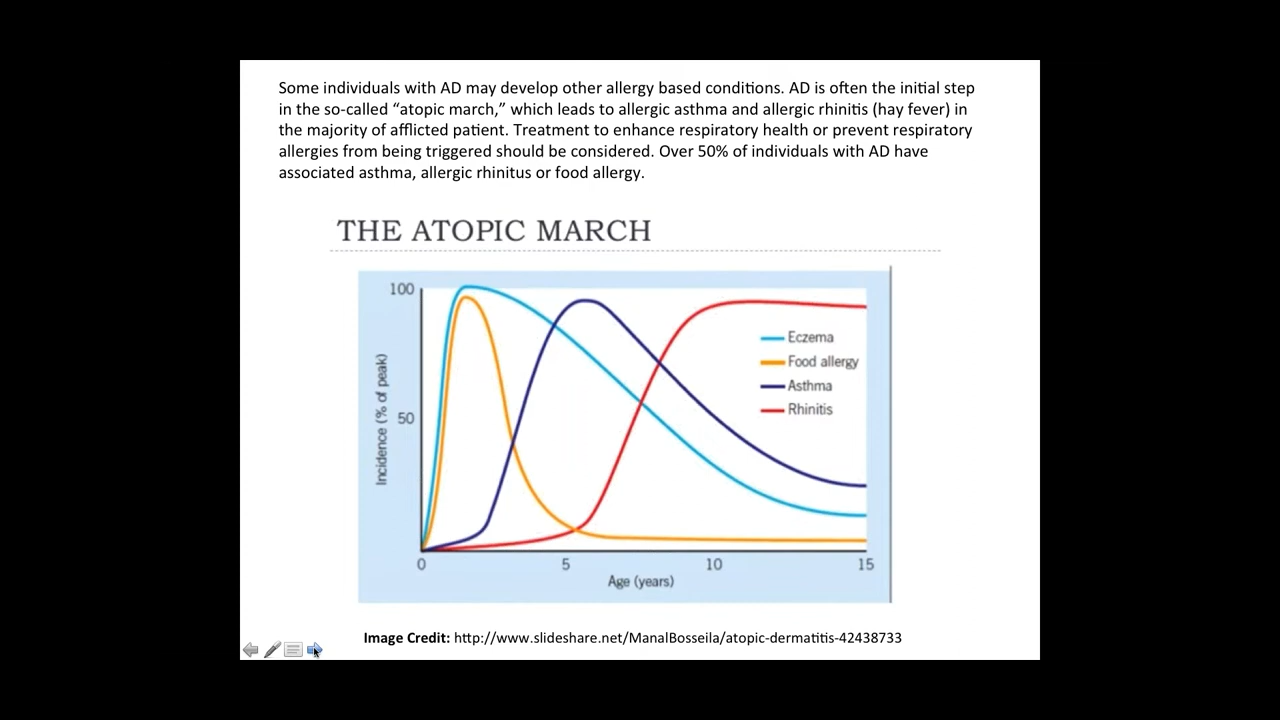 Some individuals with AD may develop other allergy based conditions. AD is often the initial step
in the so-called “atopic march,” which leads to allergic asthma and allergic rhinitis (hay fever) in
the majority of afflicted patient. Treatment to enhance respiratory health or prevent respiratory
allergies from being triggered should be considered. Over 50% of individuals with AD have
associated asthma, allergic rhinitus or food allergy.
THE ATOPIC MARCH
100
50
Incidence (% of peak)
Eczema
Food allergy
Asthma
Rhinitis
0
5
10
15
Age (years)
Image Credit: http://www.slideshare.net/ManalBosseila/atopic-dermatitis-42438733